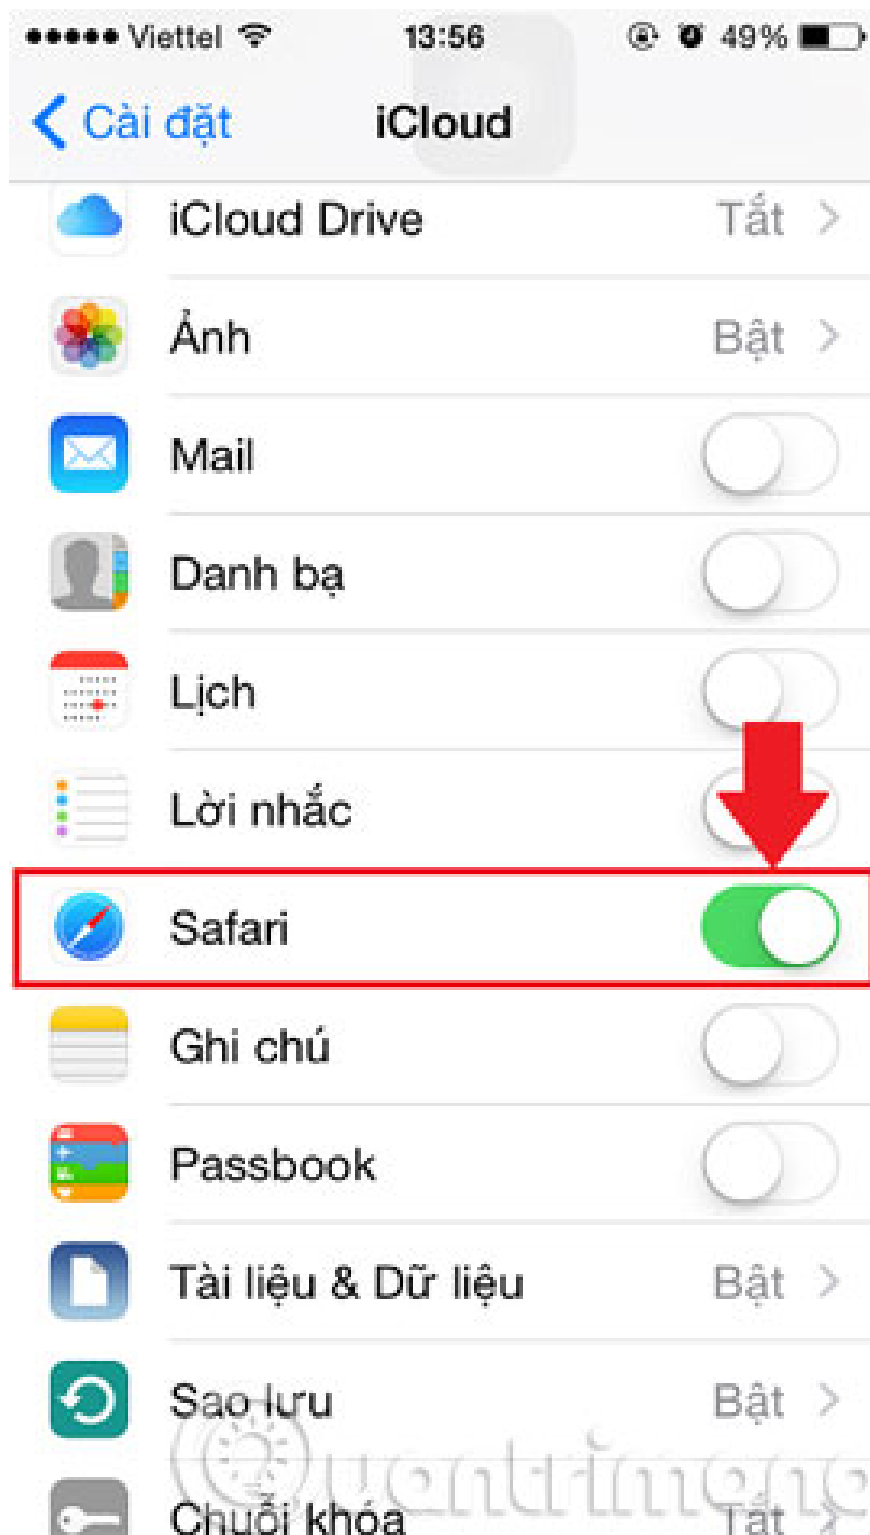 Viettel 13:56 49%
Cài đặt iCloud
iCloud Drive Tắt
Ảnh Bật
Mail
Danh bạ
Lịch
Lời nhắc
Safari
Ghi chú
Passbook
Tài liệu & Dữ liệu Bật
Sao lưu Bật
Quantrimang
Chuỗi khóa Tắt